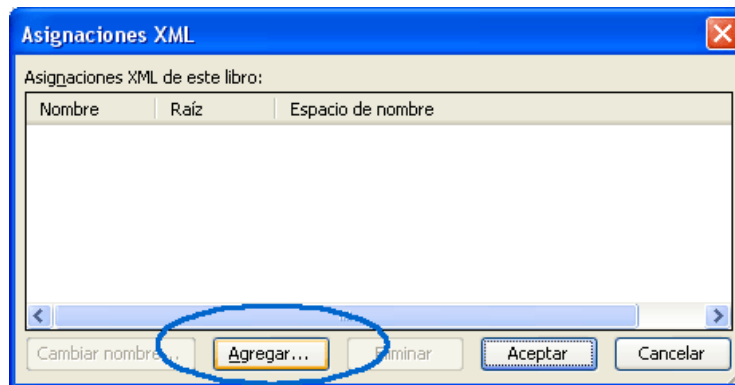 Asignaciones XML
Asignaciones XML de este libro:
Nombre Raíz Espacio de nombre
Cambiar nombre... Agregar... Eliminar Aceptar Cancelar